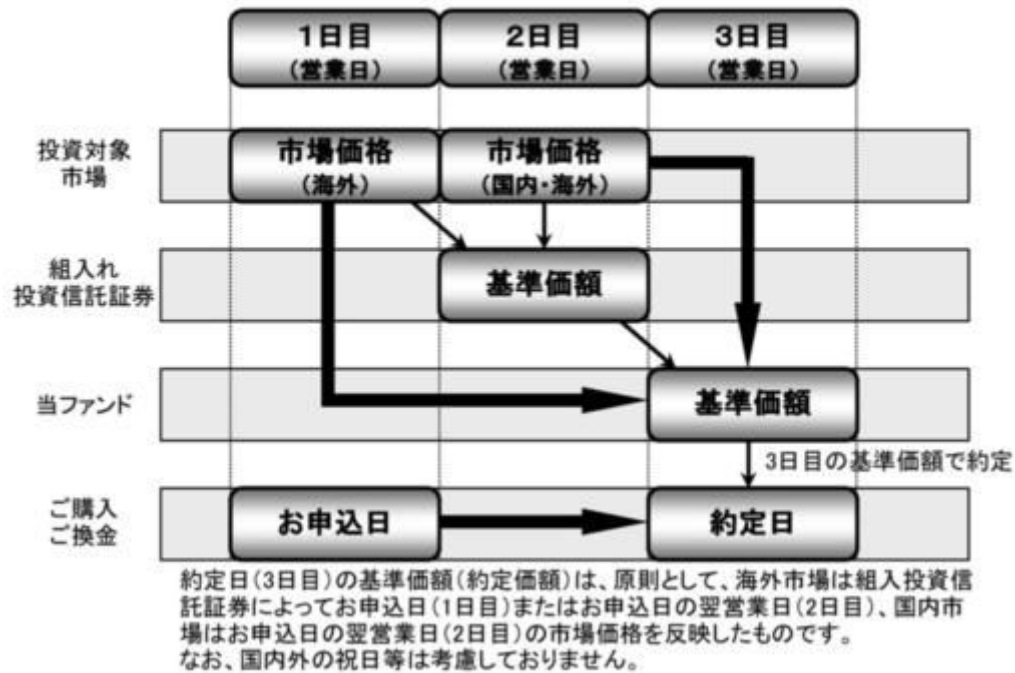 1日目
(営業日)
2日目
(営業日)
3日目
(営業日)
投資対象
市場
市場価格
(海外)
市場価格
(国内・海外)
組入れ
投資信託証券
基準価額
当ファンド
基準価額
3日目の基準価額で約定
ご購入
ご換金
お申込日
約定日
約定日(3日目)の基準価額(約定価額)は、原則として、海外市場は組入投資信
託証券によってお申込日(1日目)またはお申込日の翌営業日(2日目)、国内市
場はお申込日の翌営業日(2日目)の市場価格を反映したものです。
なお、国内外の祝日等は考慮しておりません。